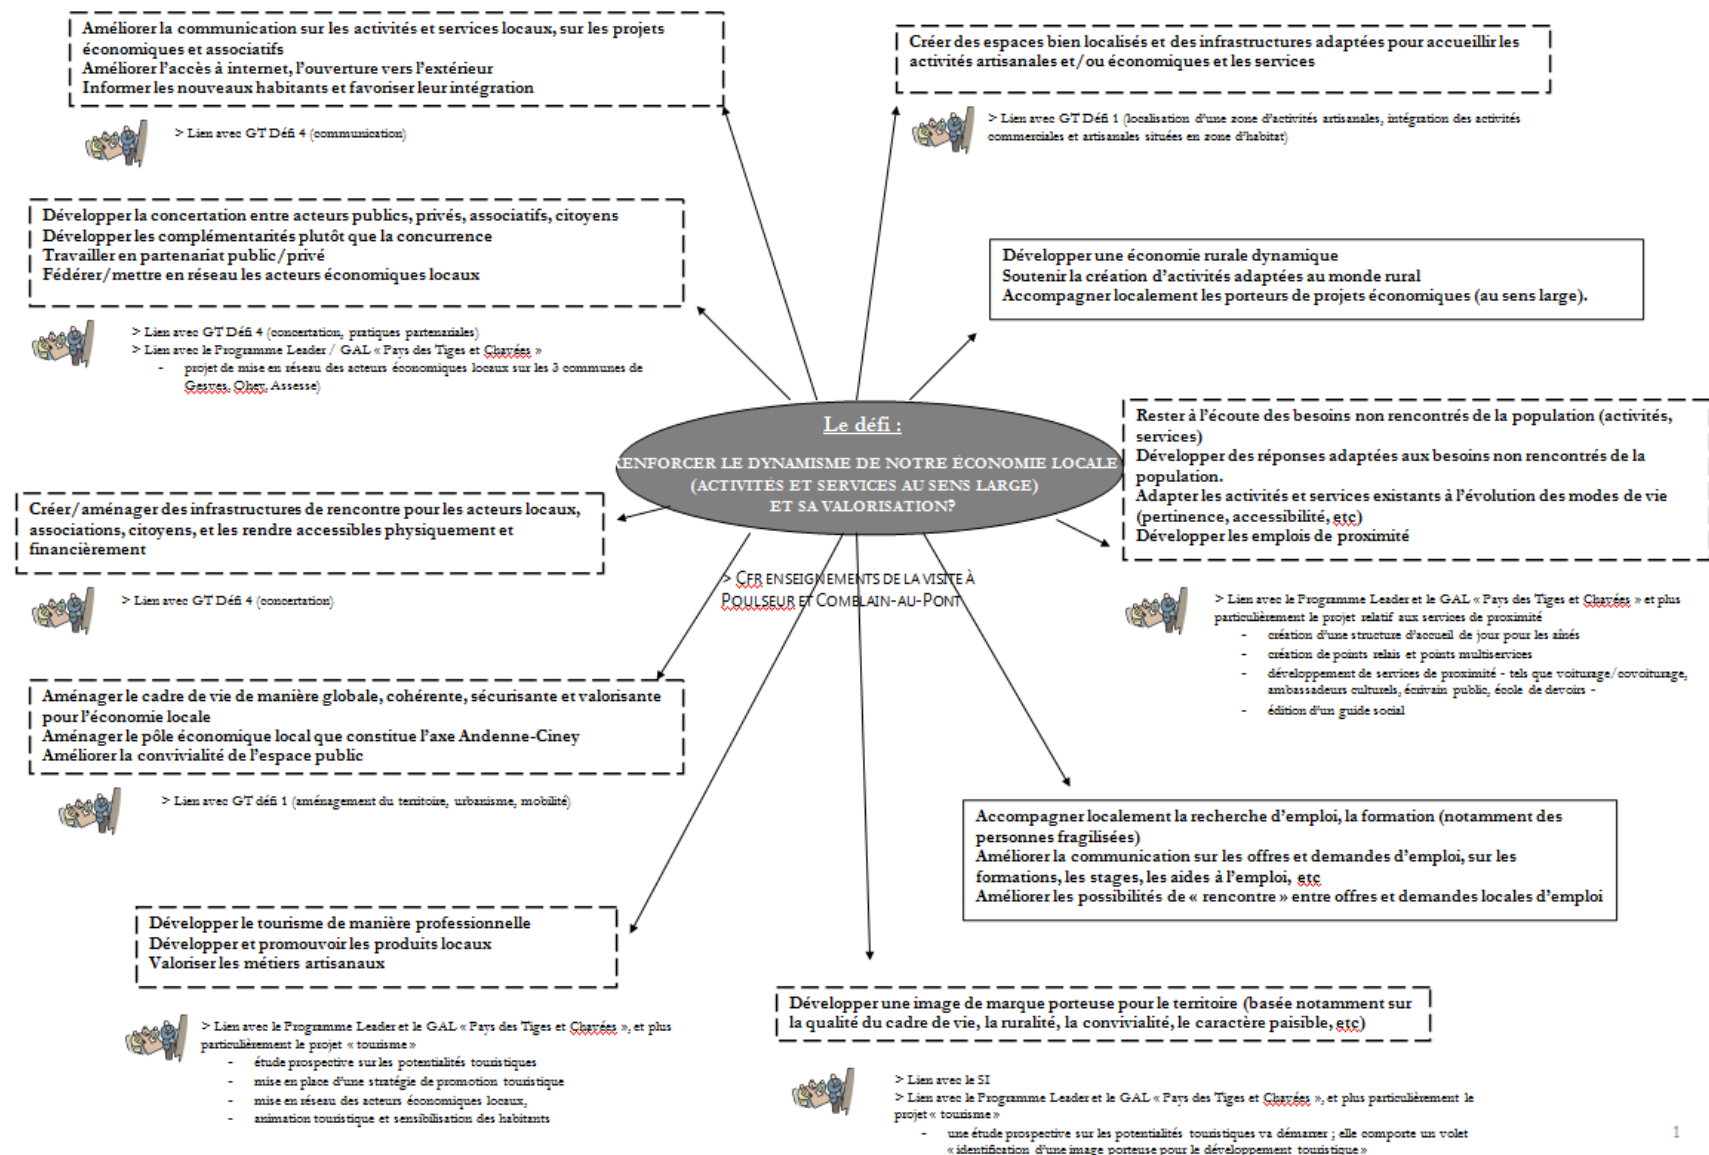 Améliorer la communication sur les activités et services locaux, sur les projets
économiques et associatifs
Améliorer l'accès à internet, l'ouverture vers l'extérieur
Informer les nouveaux habitants et favoriser leur intégration
> Lien avec GT Défi 4 (communication)
Créer des espaces bien localisés et des infrastructures adaptées pour accueillir les
activités artisanales et/ou économiques et les services
> Lien avec GT Défi 1 (localisation d'une zone d'activités artisanales, intégration des activités
commerciales et artisanales situées en zone d'habitat)
Développer la concertation entre acteurs publics, privés, associatifs, citoyens
Développer les complémentarités plutôt que la concurrence
Travailler en partenariat public/privé
Fédérer/mettre en réseau les acteurs économiques locaux
> Lien avec GT Défi 4 (concertation, pratiques partenariales)
> Lien avec le Programme Leader / GAL « Pays des Tiges et Chavées »
- projet de mise en réseau des acteurs économiques locaux sur les 3 communes de
Gesves, Ohey, Assesse)
Développer une économie rurale dynamique
Soutenir la création d'activités adaptées au monde rural
Accompagner localement les porteurs de projets économiques (au sens large).
Le défi :
RENFORCER LE DYNAMISME DE NOTRE ÉCONOMIE LOCALE
(ACTIVITÉS ET SERVICES AU SENS LARGE)
ET SA VALORISATION?
> CFR ENSEIGNEMENTS DE LA VISITE À
POULSEUR ET COMBLAIN-AU-PONT
Rester à l'écoute des besoins non rencontrés de la population (activités,
services)
Développer des réponses adaptées aux besoins non rencontrés de la
population.
Adapter les activités et services existants à l'évolution des modes de vie
(pertinence, accessibilité, etc)
Développer les emplois de proximité
> Lien avec le Programme Leader et le GAL « Pays des Tiges et Chavées » et plus
particulièrement le projet relatif aux services de proximité
- création d'une structure d'accueil de jour pour les aînés
- création de points relais et points multiservices
- développement de services de proximité - tels que voiturage/covoiturage,
ambassadeurs culturels, écrivain public, école de devoirs -
- édition d'un guide social
Créer/aménager des infrastructures de rencontre pour les acteurs locaux,
associations, citoyens, et les rendre accessibles physiquement et
financièrement
> Lien avec GT Défi 4 (concertation)
Aménager le cadre de vie de manière globale, cohérente, sécurisante et valorisante
pour l'économie locale
Aménager le pôle économique local que constitue l'axe Andenne-Ciney
Améliorer la convivialité de l'espace public
> Lien avec GT défi 1 (aménagement du territoire, urbanisme, mobilité)
Accompagner localement la recherche d'emploi, la formation (notamment des
personnes fragilisées)
Améliorer la communication sur les offres et demandes d'emploi, sur les
formations, les stages, les aides à l'emploi, etc
Améliorer les possibilités de « rencontre » entre offres et demandes locales d'emploi
Développer le tourisme de manière professionnelle
Développer et promouvoir les produits locaux
Valoriser les métiers artisanaux
> Lien avec le Programme Leader et le GAL « Pays des Tiges et Chavées », et plus
particulièrement le projet « tourisme »
- étude prospective sur les potentialités touristiques
- mise en place d'une stratégie de promotion touristique
- mise en réseau des acteurs économiques locaux,
- animation touristique et sensibilisation des habitants
Développer une image de marque porteuse pour le territoire (basée notamment sur
la qualité du cadre de vie, la ruralité, la convivialité, le caractère paisible, etc)
> Lien avec le SI
> Lien avec le Programme Leader et le GAL « Pays des Tiges et Chavées », et plus particulièrement le
projet « tourisme »
- une étude prospective sur les potentialités touristiques va démarrer ; elle comporte un volet
« identification d'une image porteuse pour le développement touristique »
1